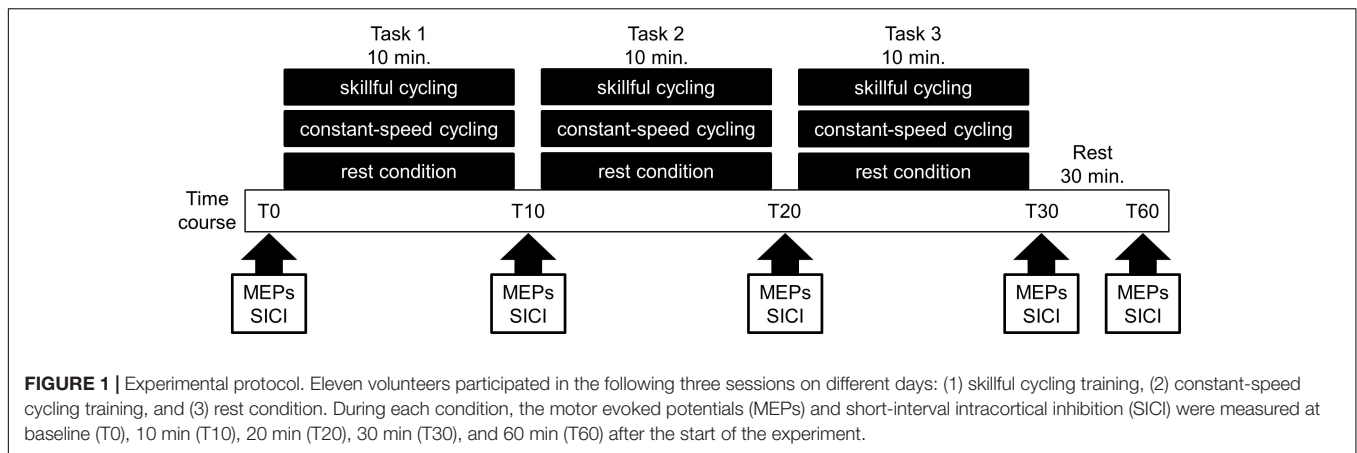 Task 1
10 min.
Task 2
10 min.
Task 3
10 min.
skillful cycling
skillful cycling
skillful cycling
constant-speed cycling
constant-speed cycling
constant-speed cycling
rest condition
rest condition
rest condition
Rest
30 min.
Time
course
T0
T10
T20
T30
T60
MEPs
SICI
MEPs
SICI
MEPs
SICI
MEPs
SICI
MEPs
SICI
FIGURE 1 | Experimental protocol. Eleven volunteers participated in the following three sessions on different days: (1) skillful cycling training, (2) constant-speed
cycling training, and (3) rest condition. During each condition, the motor evoked potentials (MEPs) and short-interval intracortical inhibition (SICI) were measured at
baseline (T0), 10 min (T10), 20 min (T20), 30 min (T30), and 60 min (T60) after the start of the experiment.